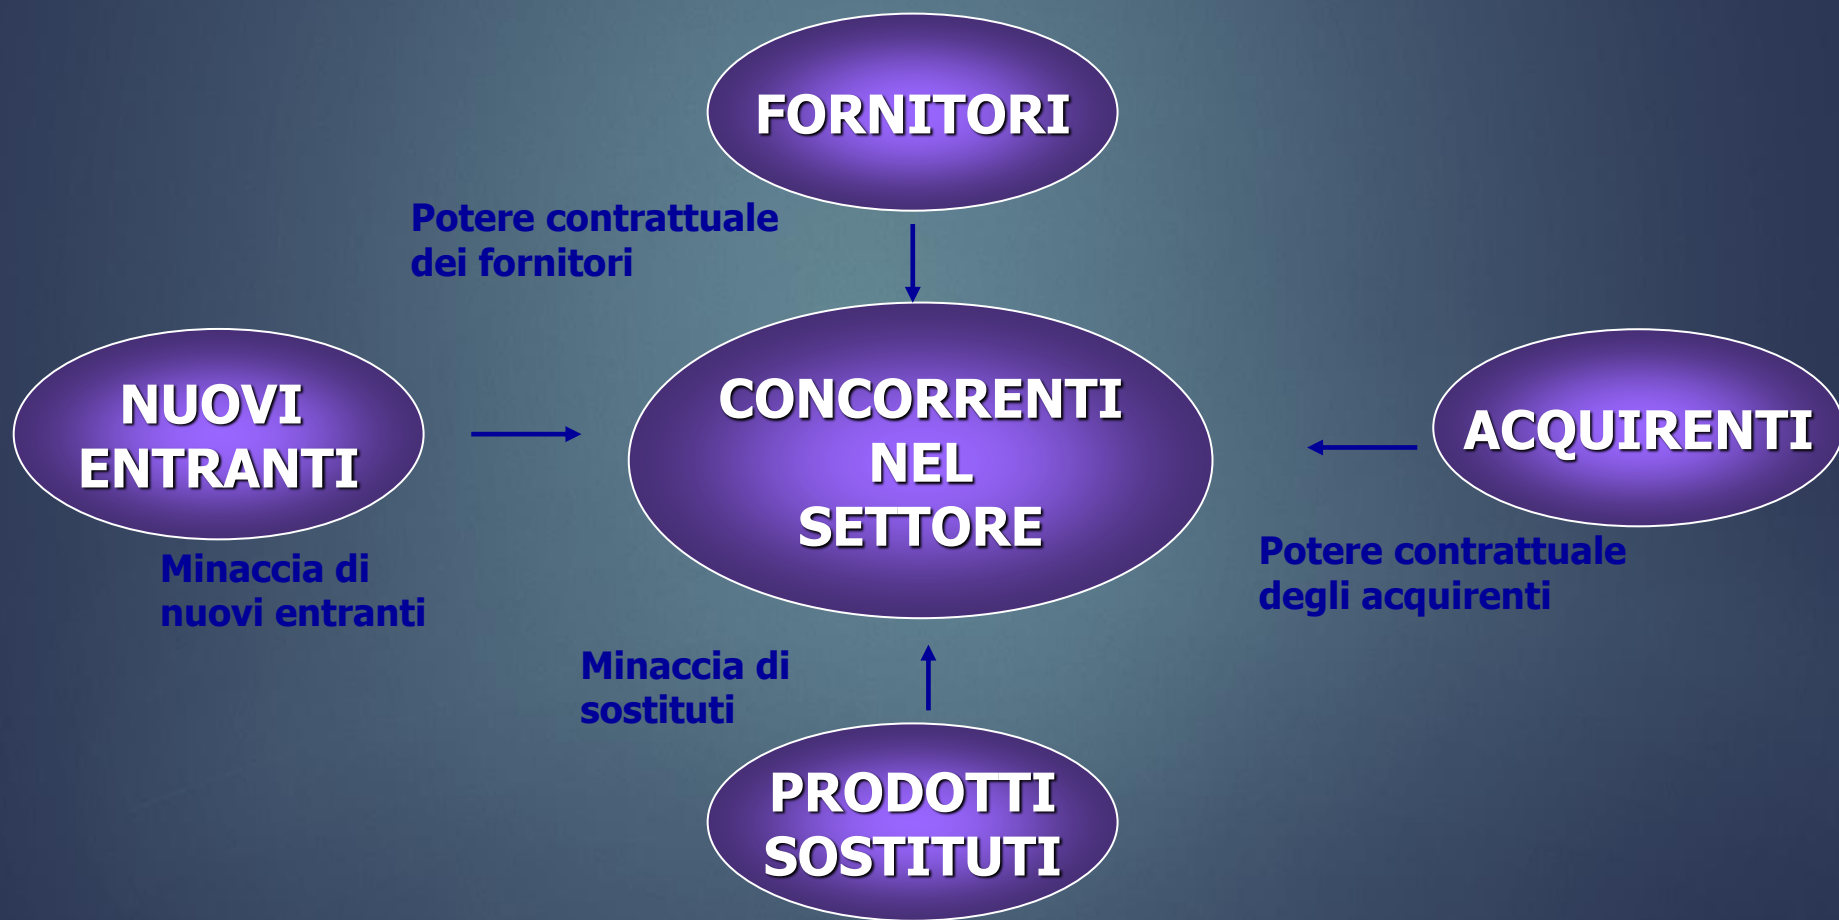 FORNITORI
Potere contrattuale
dei fornitori
NUOVI
ENTRANTI
CONCORRENTI
NEL
SETTORE
ACQUIRENTI
Minaccia di
nuovi entranti
Potere contrattuale
degli acquirenti
Minaccia di
sostituti
PRODOTTI
SOSTITUTI